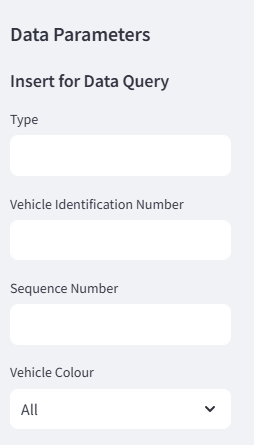 Data Parameters
Insert for Data Query
Type
Vehicle Identification Number
Sequence Number
Vehicle Colour
All